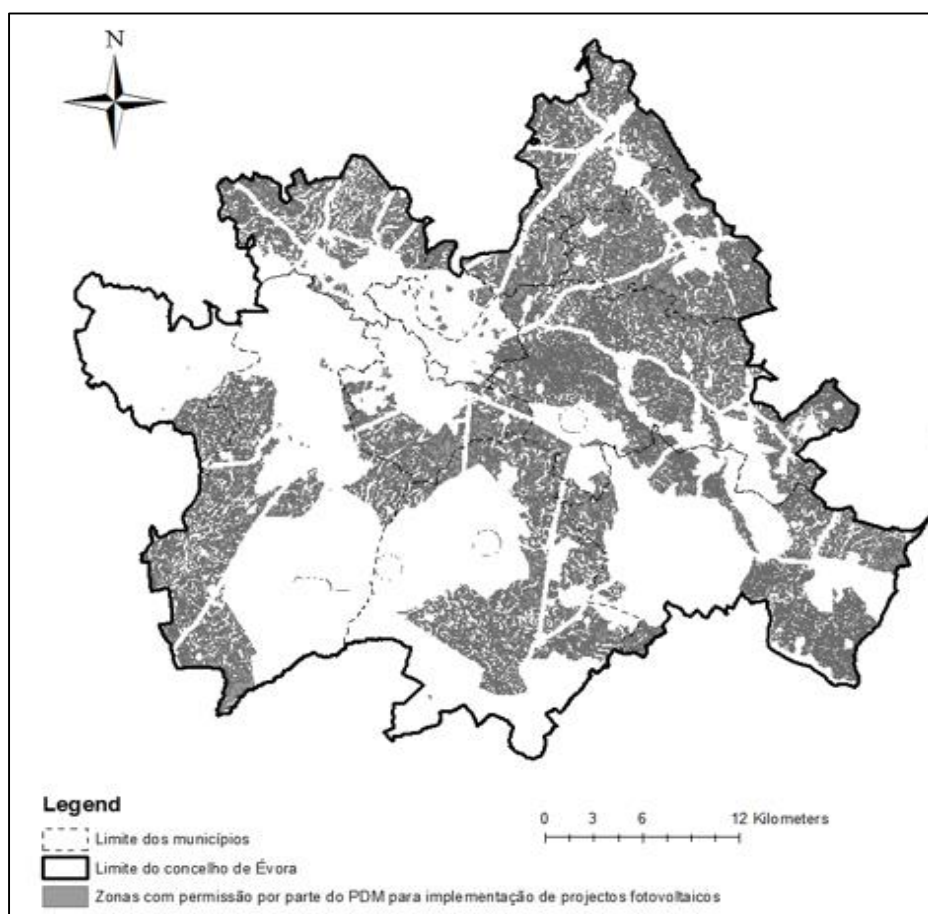 N
Legend
0 3 6 12 Kilometers
Limite dos municípios
Limite do concelho de Évora
Zonas com permissão por parte do PDM para implementação de projectos fotovoltaicos